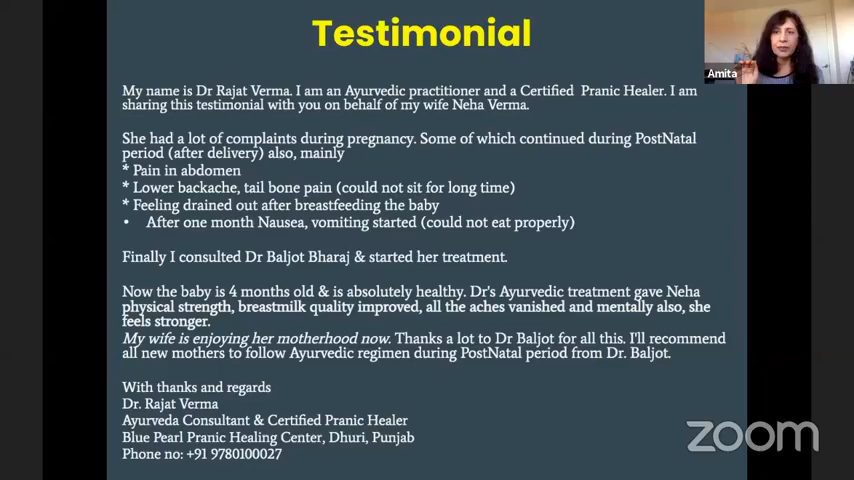 Testimonial
Amita
My name is Dr Rajat Verma. I am an Ayurvedic practitioner and a Certified Pranic Healer. I am
sharing this testimonial with you on behalf of my wife Neha Verma.
She had a lot of complaints during pregnancy. Some of which continued during PostNatal
period (after delivery) also, mainly
* Pain in abdomen
* Lower backache, tail bone pain (could not sit for long time)
* Feeling drained out after breastfeeding the baby
• After one month Nausea, vomiting started (could not eat properly)
Finally I consulted Dr Baljot Bharaj & started her treatment.
Now the baby is 4 months old & is absolutely healthy. Dr's Ayurvedic treatment gave Neha
physical strength, breastmilk quality improved, all the aches vanished and mentally also, she
feels stronger.
My wife is enjoying her motherhood now. Thanks a lot to Dr Baljot for all this. I'll recommend
all new mothers to follow Ayurvedic regimen during PostNatal period from Dr. Baljot.
With thanks and regards
Dr. Rajat Verma
Ayurveda Consultant & Certified Pranic Healer
Blue Pearl Pranic Healing Center, Dhuri, Punjab
Phone no: +91 9780100027
zoom